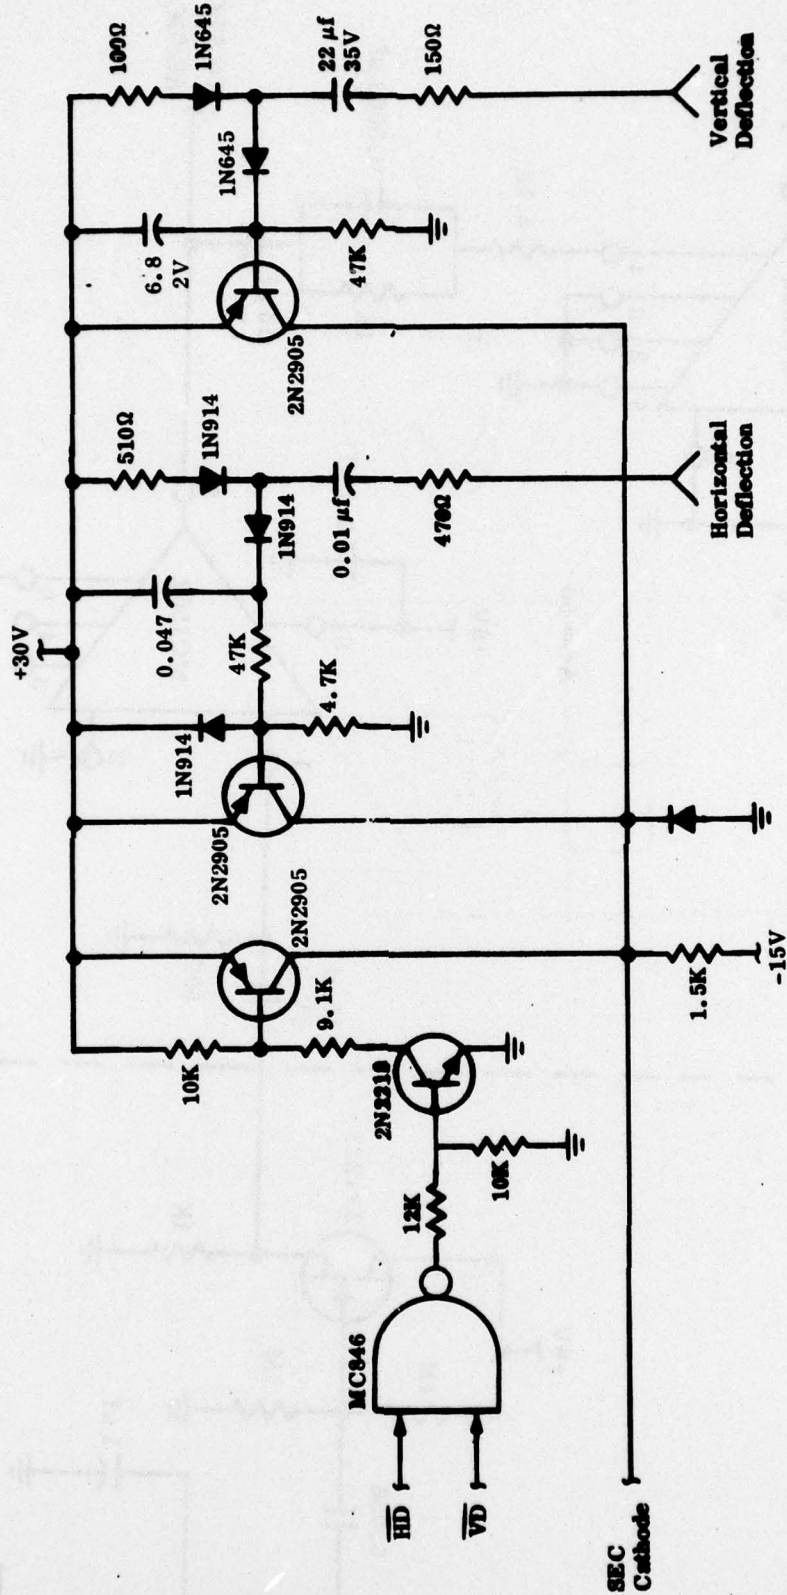 100Ω
1N645
22 μf
35V
150Ω
Vertical
Deflection
1N645
6.8
2V
47K
2N2905
510Ω
1N914
1N914
0.01 μf
470Ω
Horizontal
Deflection
+30V
0.047
47K
4.7K
1N914
2N2905
2N2905
10K
9.1K
2N2219
10K
12K
1.5K
-15V
MC846
HD
VD
SEC
Cathode